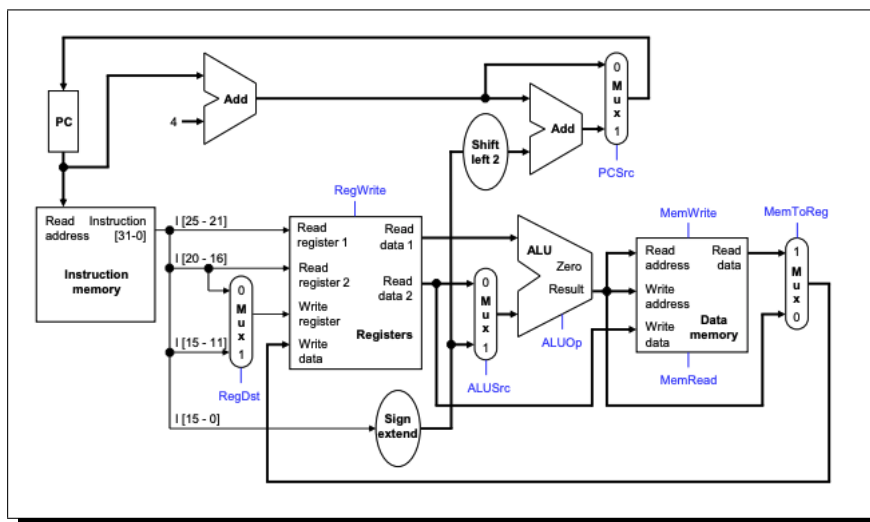 PC
4
Add
Shift
left 2
Add
0
M
u
x
1
PCSrc
Read
address
Instruction
[31-0]
Instruction
memory
I [25 - 21]
I [20 - 16]
I [15 - 11]
I [15 - 0]
0
M
u
x
1
RegDst
RegWrite
Read
register 1
Read
register 2
Write
register
Write
data
Read
data 1
Read
data 2
Registers
Sign
extend
0
M
u
x
1
ALUSrc
ALU
Zero
Result
ALUOp
MemWrite
Read
address
Write
address
Write
data
Read
data
Data
memory
MemRead
MemToReg
1
M
u
x
0